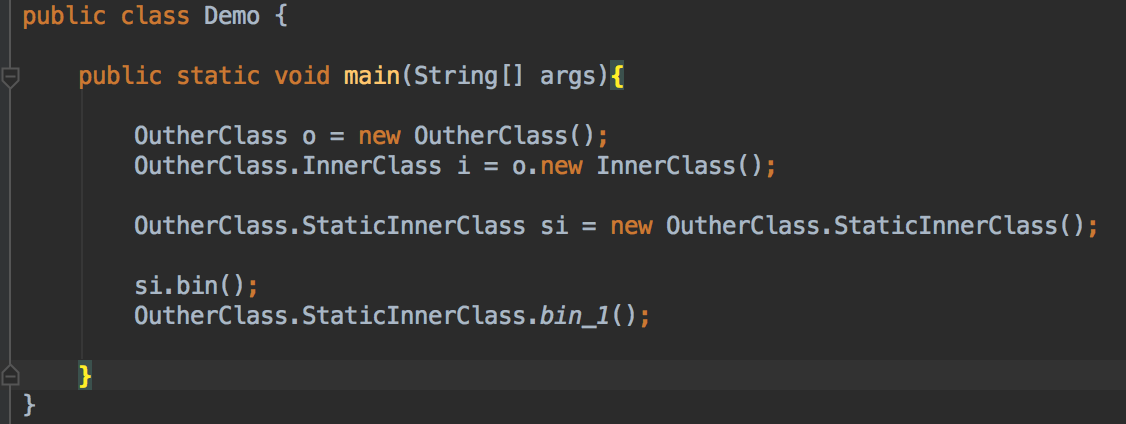 public class Demo {
public static void main(String[] args){
OutherClass o = new OutherClass();
OutherClass.InnerClass i = o.new InnerClass();
OutherClass.StaticInnerClass si = new OutherClass.StaticInnerClass();
si.bin();
OutherClass.StaticInnerClass.bin_1();
}
}